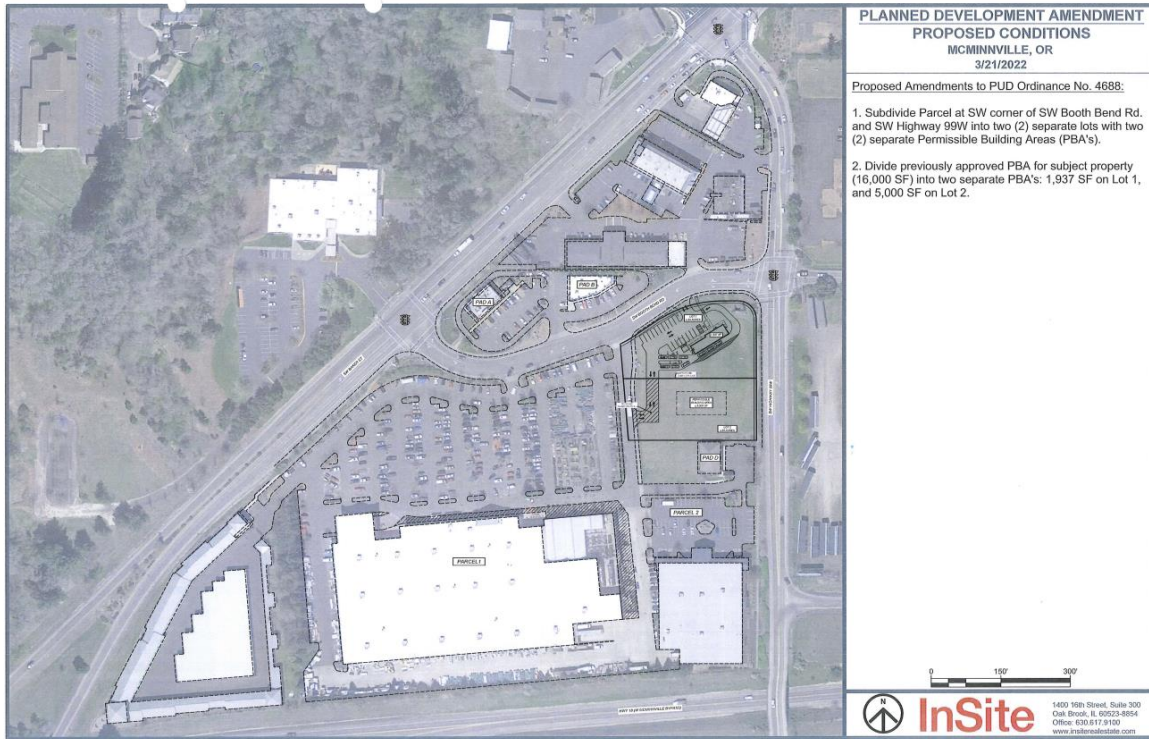 PLANNED DEVELOPMENT AMENDMENT
PROPOSED CONDITIONS
MCMINNVILLE, OR
3/21/2022
Proposed Amendments to PUD Ordinance No. 4688:
1. Subdivide Parcel at SW corner of SW Booth Bend Rd.
and SW Highway 99W into two (2) separate lots with two
(2) separate Permissible Building Areas (PBA's).
2. Divide previously approved PBA for subject property
(16,000 SF) into two separate PBA's: 1,937 SF on Lot 1,
and 5,000 SF on Lot 2.
PAD A
PAD B
PAD D
PARCEL 2
PARCEL 1
0 150' 300'
N
InSite
1400 16th Street, Suite 300
Oak Brook, IL 60523-8854
Office: 630.617.9100
www.insiterealestate.com